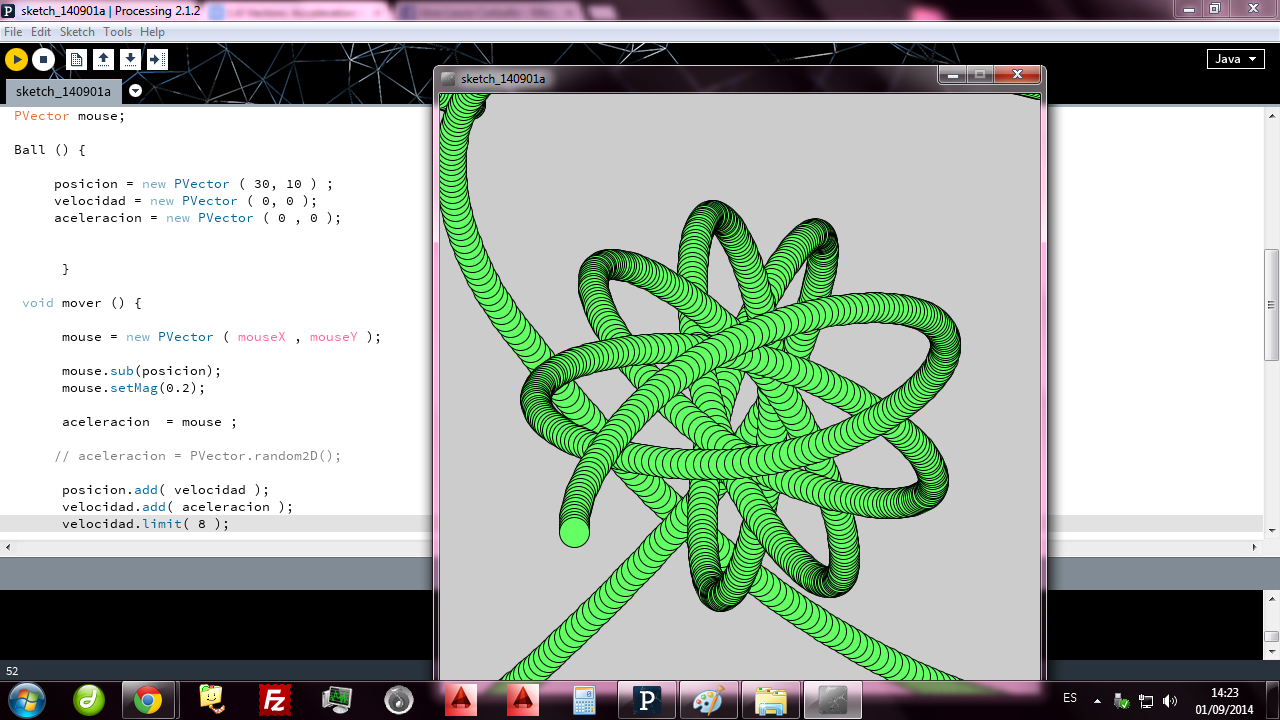 sketch_140901a | Processing 2.1.2
File Edit Sketch Tools Help
Java
sketch_140901a
sketch_140901a
PVector mouse;
Ball () {
posicion = new PVector ( 30, 10 ) ;
velocidad = new PVector ( 0, 0 );
aceleracion = new PVector ( 0 , 0 );
}
void mover () {
mouse = new PVector ( mouseX , mouseY );
mouse.sub(posicion);
mouse.setMag(0.2);
aceleracion  = mouse ;
// aceleracion = PVector.random2D();
posicion.add( velocidad );
velocidad.add( aceleracion );
velocidad.limit( 8 );
52
ES
14:23
01/09/2014